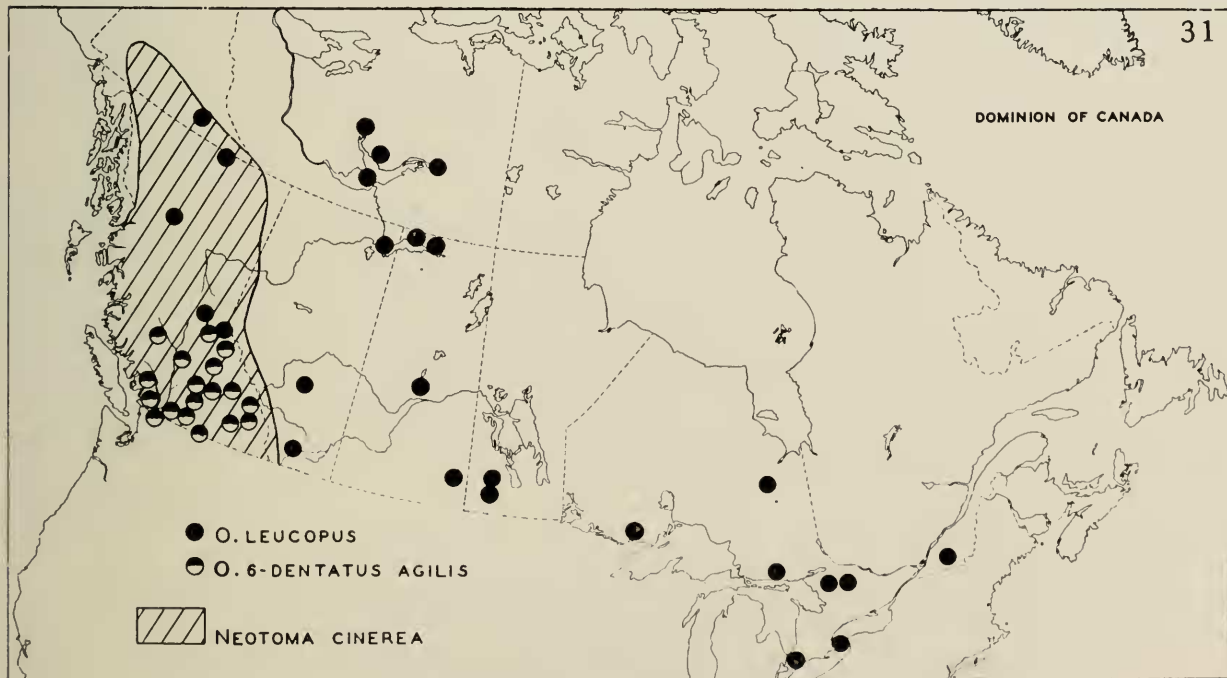 31
DOMINION OF CANADA
O. LEUCOPUS
O. 6-DENTATUS AGILIS
NEOTOMA CINEREA